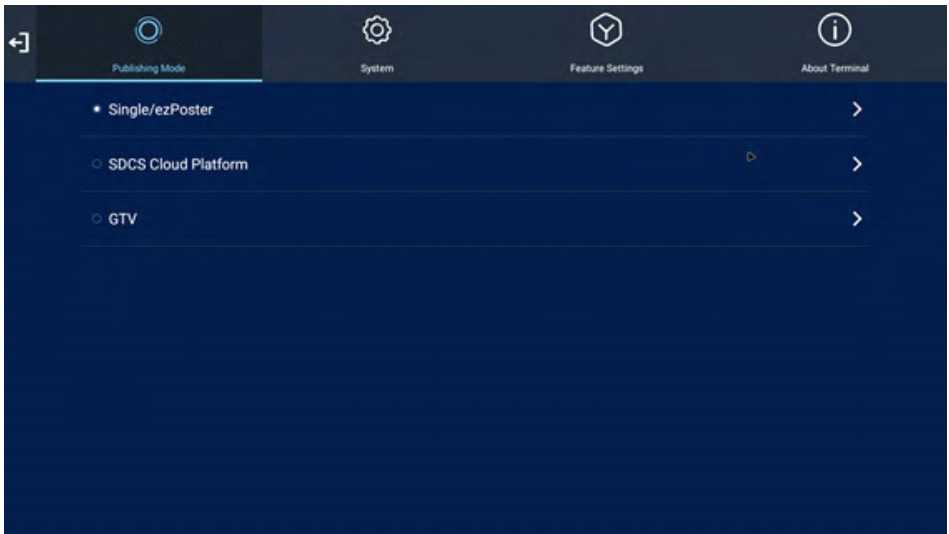 Publishing Mode
System
Feature Settings
About Terminal
Single/ezPoster
SDCS Cloud Platform
GTV